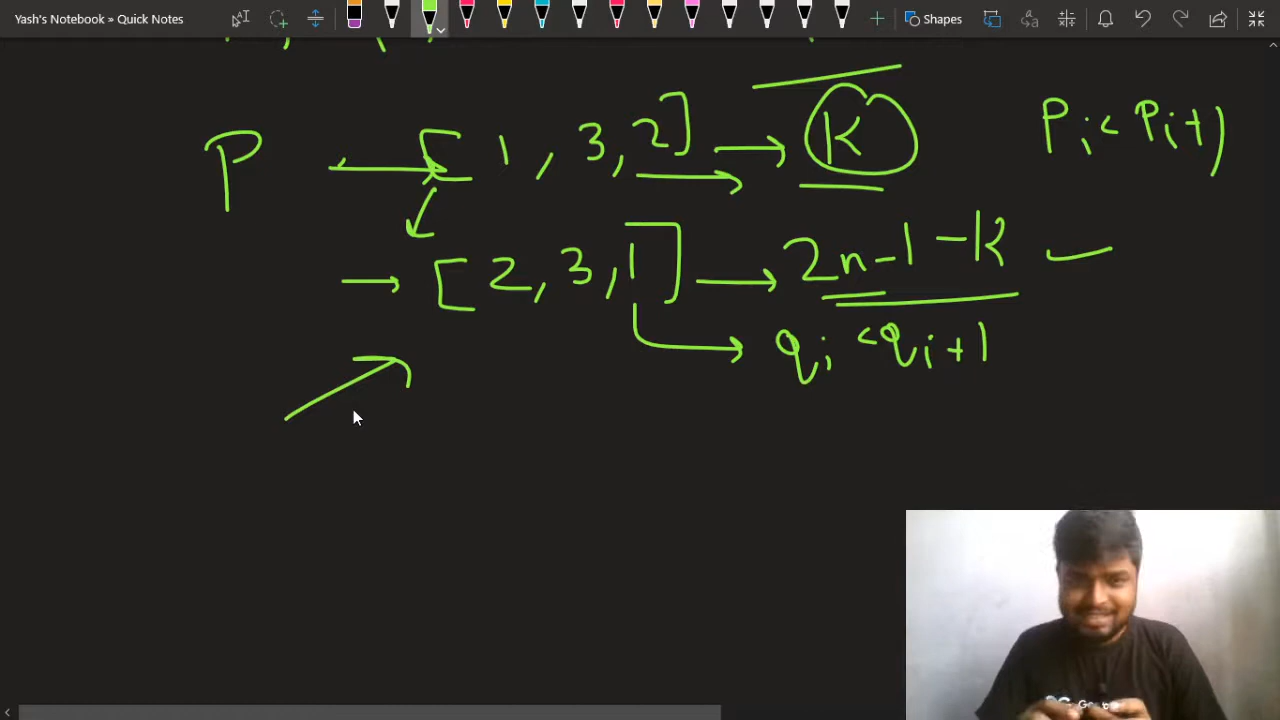 Yash's Notebook » Quick Notes
Shapes
P → [1, 3, 2] → K
Pi < Pi+1
→ [2, 3, 1] → 2n-1-K
qi < qi+1